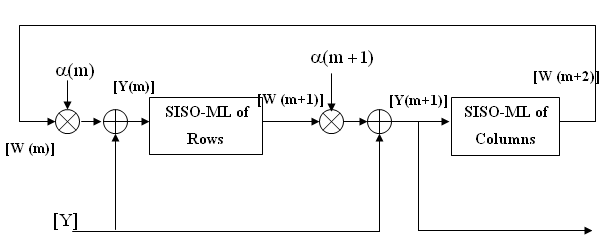 α(m)
[Y(m)]
SISO-ML of
Rows
[W (m+1)]
α(m+1)
[Y(m+1)]
SISO-ML of
Columns
[W (m+2)]
[W (m)]
[Y]